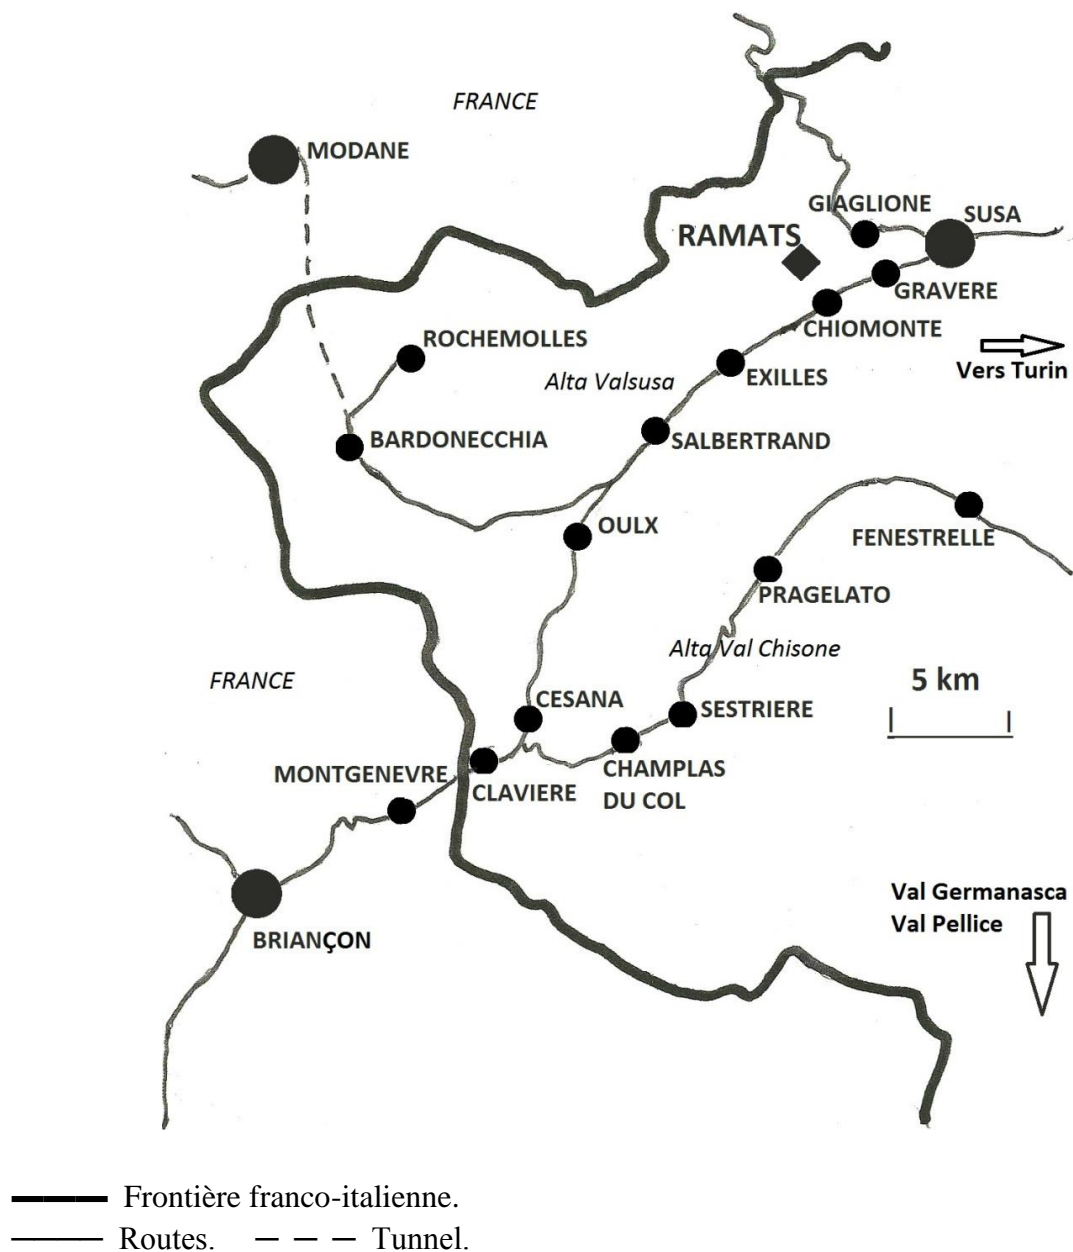 FRANCE
MODANE
GIAGLIONE
SUSA
RAMATS
GRAVERE
CHIOMONTE
ROCHEMOLLES
Vers Turin
Alta Valsusa
EXILLES
BARDONECCHIA
SALBERTRAND
OULX
FENESTRELLE
PRAGELATO
Alta Val Chisone
FRANCE
5 km
CESANA
SESTRIERE
MONTGENEVRE
CLAVIERE
CHAMPLAS
DU COL
Val Germanasca
Val Pellice
BRIANÇON
Frontière franco-italienne.
Routes. Tunnel.